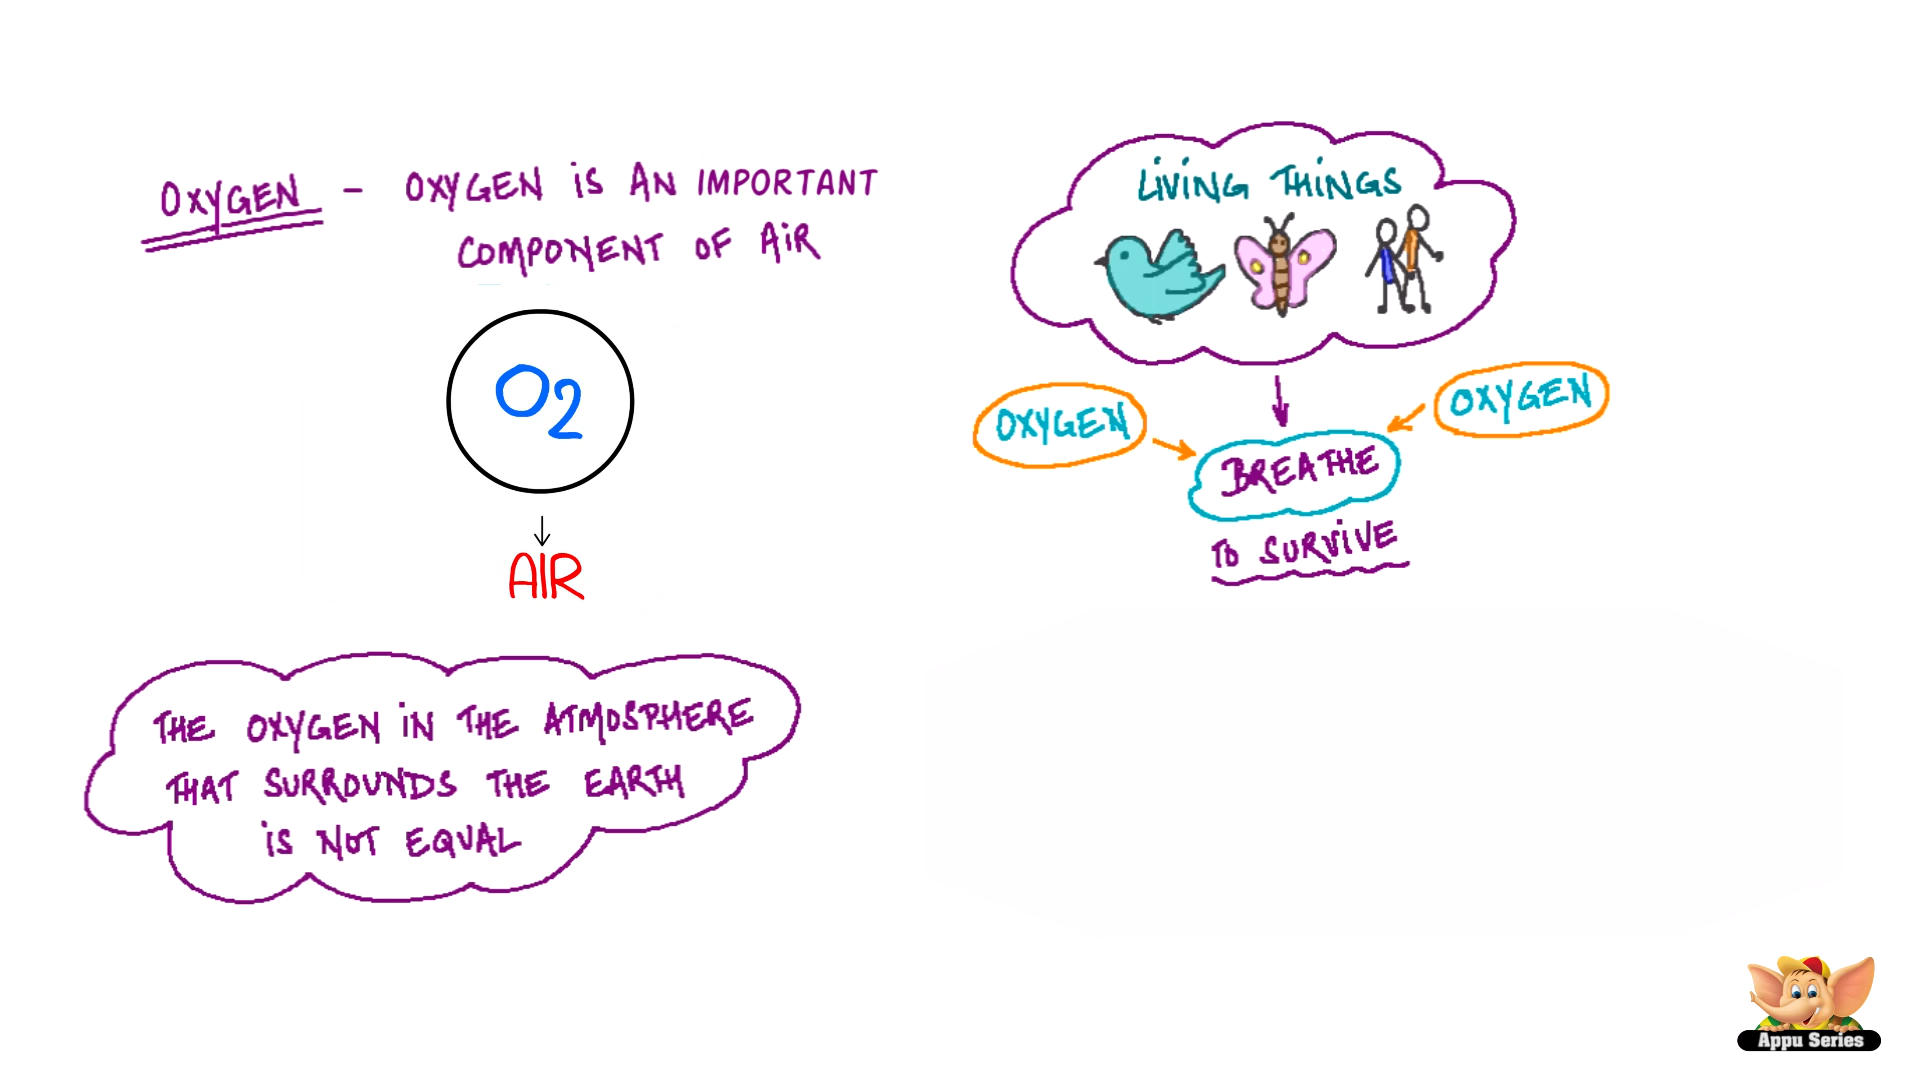 OXYGEN - OXYGEN iS AN IMPORTANT
COMPONENT OF AiR
O2
AIR
THE OXYGEN iN THE ATMOSPHERE
THAT SURROUNDS THE EARTH
iS NOT EQUAL
LiViNG THiNGS
OXYGEN
OXYGEN
BREATHE
TO SURViVE
Appu Series